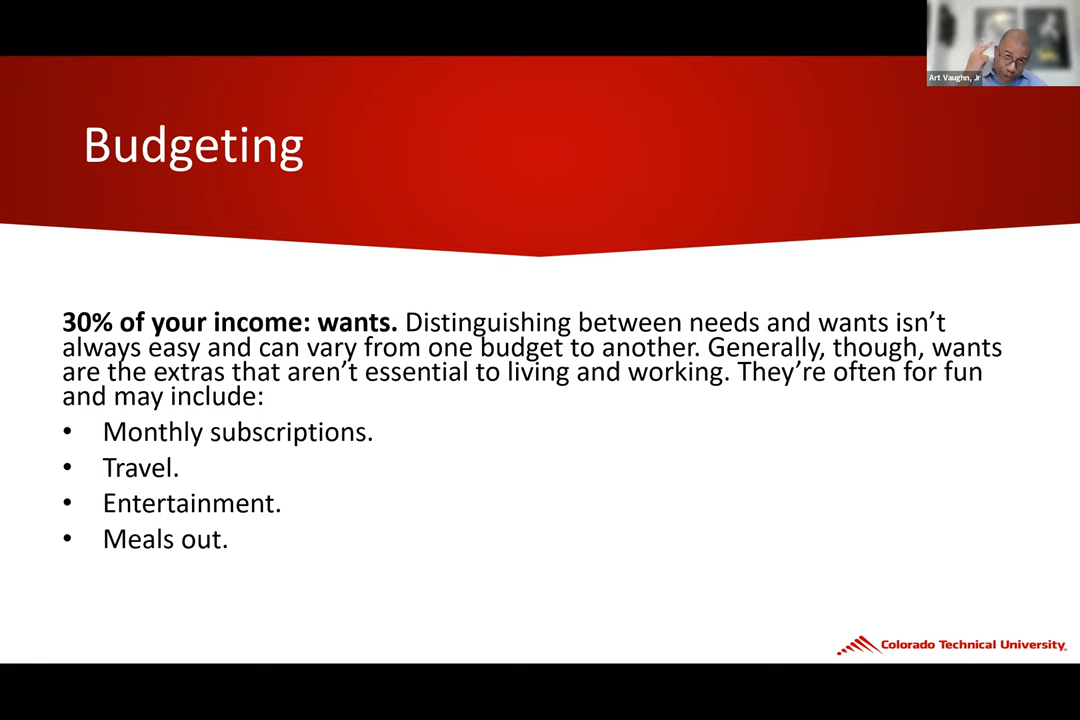 Art Vaughn, Jr
Budgeting
30% of your income: wants. Distinguishing between needs and wants isn’t
always easy and can vary from one budget to another. Generally, though, wants
are the extras that aren’t essential to living and working. They’re often for fun
and may include:
• Monthly subscriptions.
• Travel.
• Entertainment.
• Meals out.
Colorado Technical University®